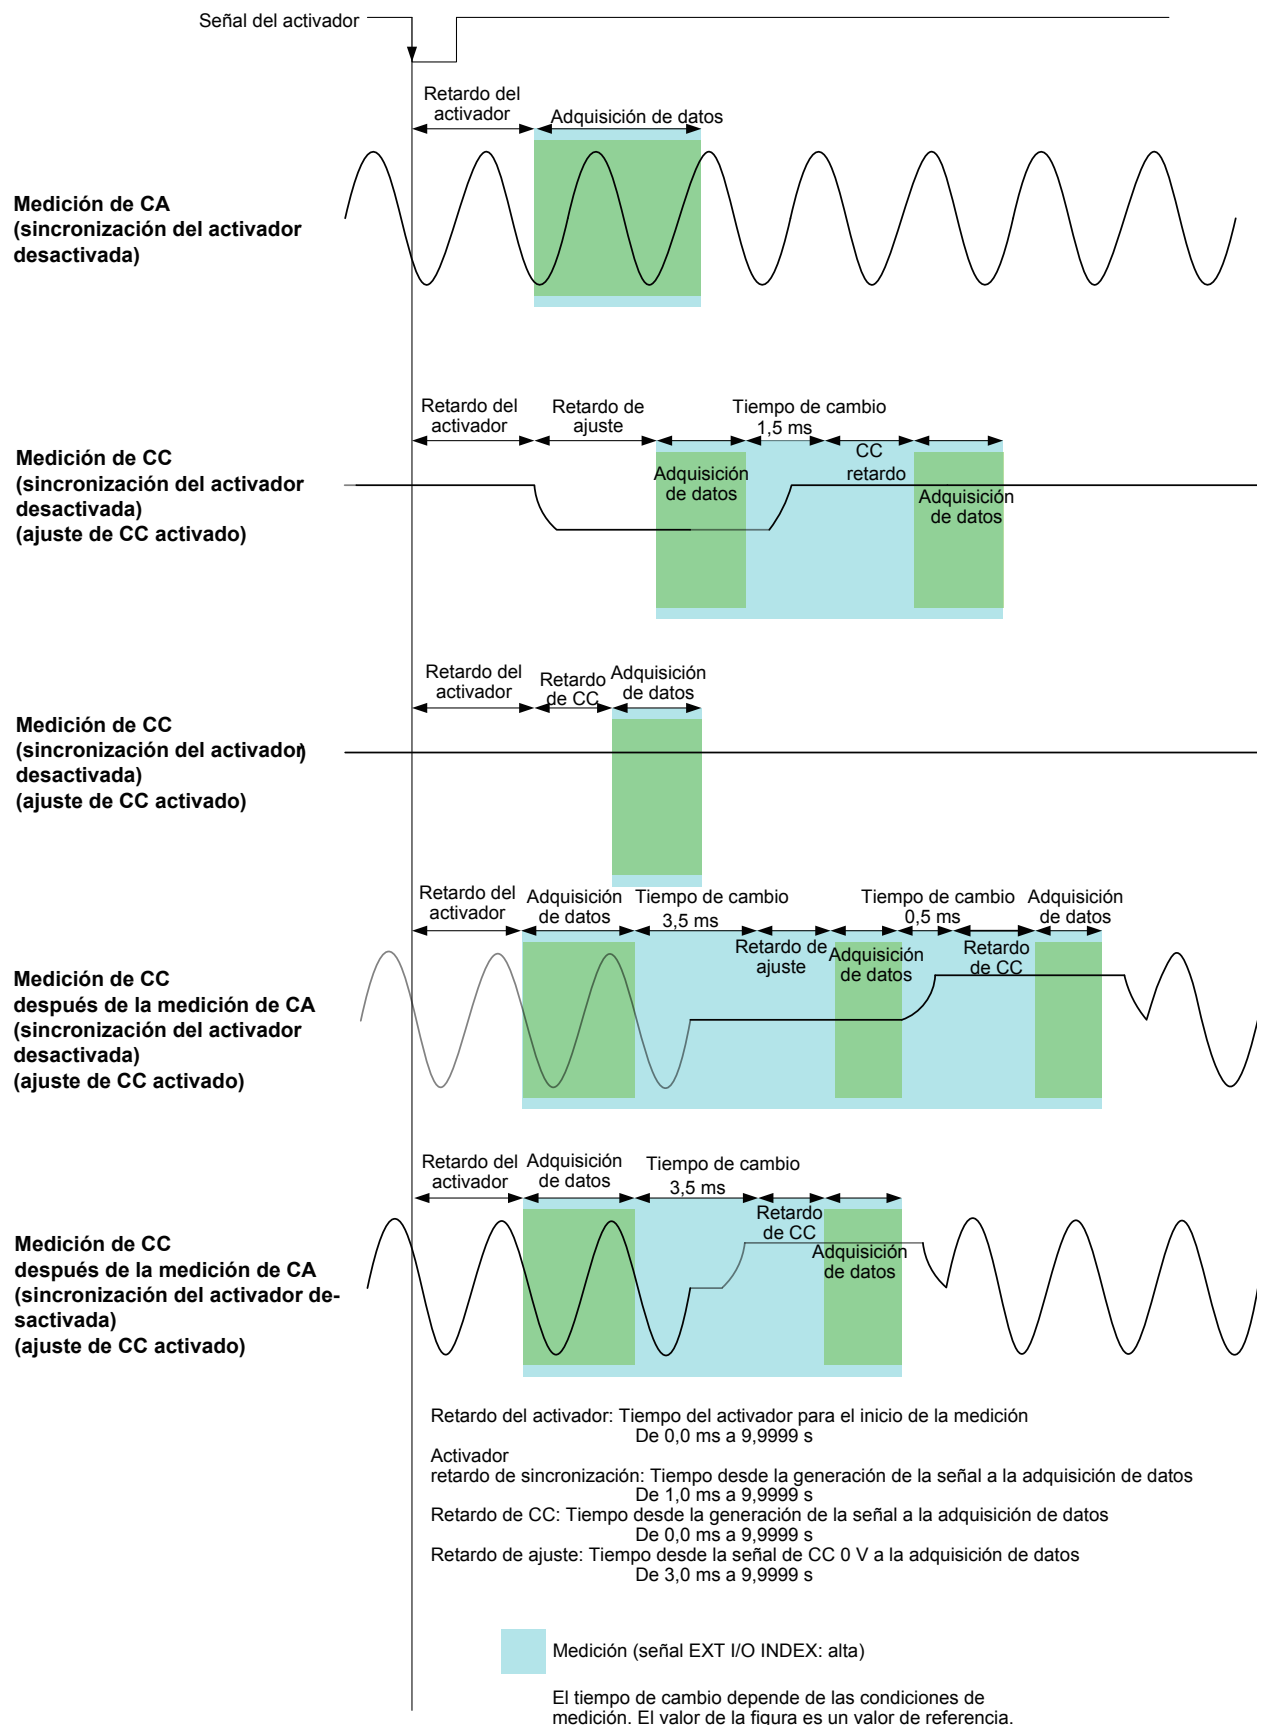 Señal del activador
Retardo del
activador
Adquisición de datos
Medición de CA
(sincronización del activador
desactivada)
Retardo del
activador
Retardo de
ajuste
Tiempo de cambio
1,5 ms
CC
retardo
Adquisición
de datos
Adquisición
de datos
Medición de CC
(sincronización del activador
desactivada)
(ajuste de CC activado)
Retardo del
activador
Retardo
de CC
Adquisición
de datos
Medición de CC
(sincronización del activador)
desactivada)
(ajuste de CC activado)
Retardo del
activador
Adquisición
de datos
Tiempo de cambio
3,5 ms
Retardo de
ajuste
Adquisición
de datos
Tiempo de cambio
0,5 ms
Retardo
de CC
Adquisición
de datos
Medición de CC
después de la medición de CA
(sincronización del activador
desactivada)
(ajuste de CC activado)
Retardo del
activador
Adquisición
de datos
Tiempo de cambio
3,5 ms
Retardo
de CC
Adquisición
de datos
Medición de CC
después de la medición de CA
(sincronización del activador de-
sactivada)
(ajuste de CC activado)
Retardo del activador: Tiempo del activador para el inicio de la medición
De 0,0 ms a 9,9999 s
Activador
retardo de sincronización: Tiempo desde la generación de la señal a la adquisición de datos
De 1,0 ms a 9,9999 s
Retardo de CC: Tiempo desde la generación de la señal a la adquisición de datos
De 0,0 ms a 9,9999 s
Retardo de ajuste: Tiempo desde la señal de CC 0 V a la adquisición de datos
De 3,0 ms a 9,9999 s
Medición (señal EXT I/O INDEX: alta)
El tiempo de cambio depende de las condiciones de
medición. El valor de la figura es un valor de referencia.